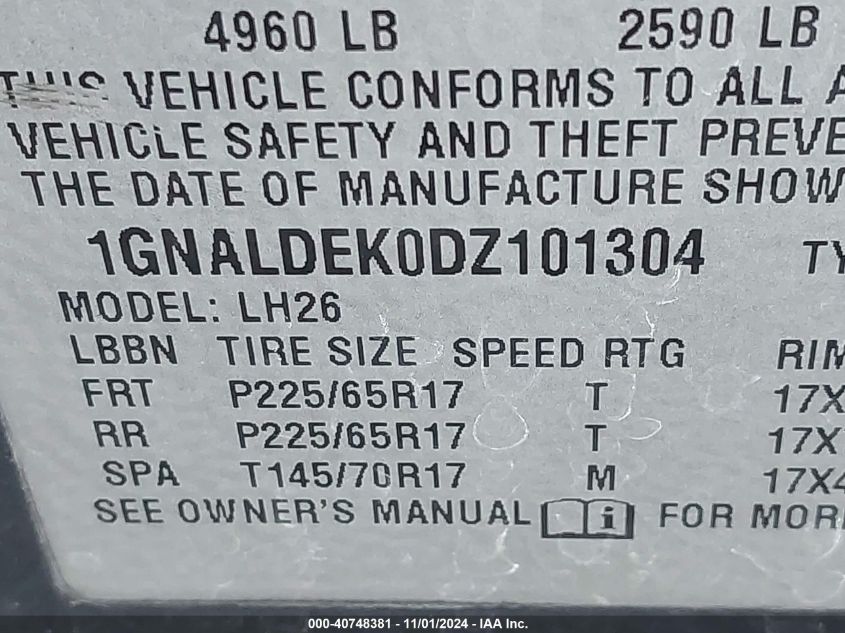 4960 LB 2590 LB
THIS VEHICLE CONFORMS TO ALL
VEHICLE SAFETY AND THEFT PREVE
THE DATE OF MANUFACTURE SHOW
1GNALDEK0DZ101304 TY
MODEL: LH26
LBBN TIRE SIZE SPEED RTG RIM
FRT P225/65R17 T 17X
RR P225/65R17 T 17X
SPA T145/70R17 M 17X4
SEE OWNER'S MANUAL i FOR MOR
000-40748381 - 11/01/2024 - IAA Inc.